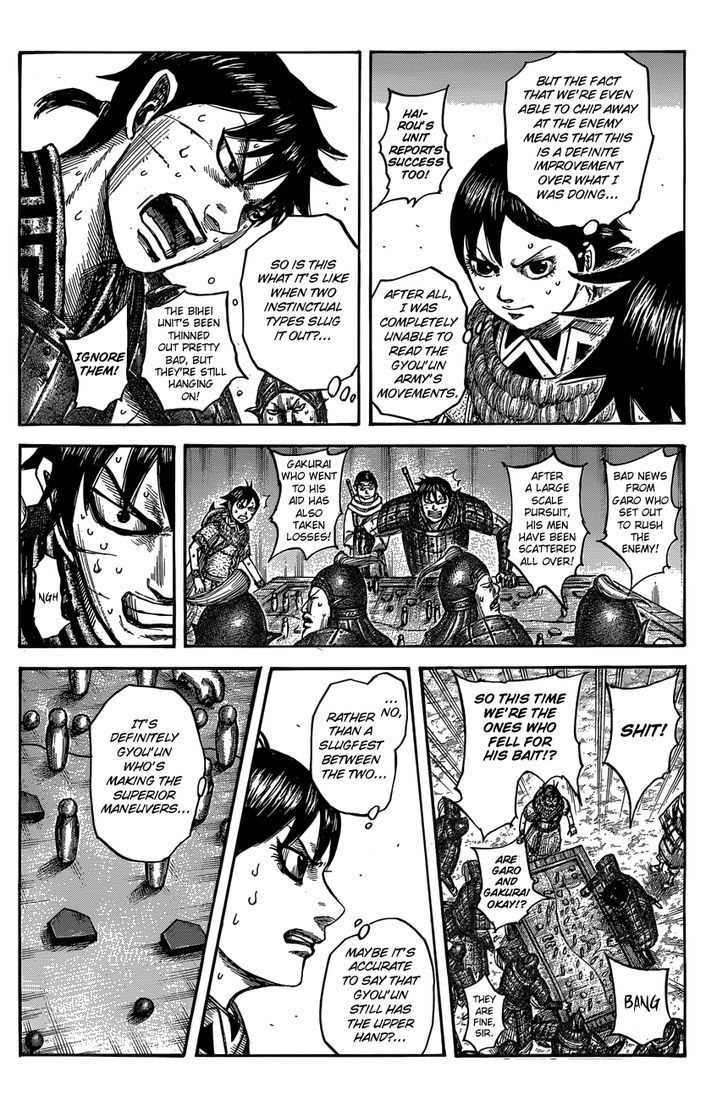 BUT THE FACT
THAT WE'RE EVEN
ABLE TO CHIP AWAY
AT THE ENEMY
MEANS THAT THIS
IS A DEFINITE
IMPROVEMENT
OVER WHAT I
WAS DOING...
HAI-
ROU'S
UNIT
REPORTS
SUCCESS
TOO!
AFTER ALL,
I WAS
COMPLETELY
UNABLE TO
READ THE
GYOU'UN
ARMY'S
MOVEMENTS.
SO IS THIS
WHAT IT'S LIKE
WHEN TWO
INSTINCTUAL
TYPES SLUG
IT OUT?...
THE BIHEI
UNIT'S BEEN
THINNED
OUT PRETTY
BAD, BUT
THEY'RE STILL
HANGING
ON!
IGNORE
THEM!
BAD NEWS
FROM
GARO WHO
SET OUT
TO RUSH
THE
ENEMY!
AFTER
A LARGE
SCALE
PURSUIT,
HIS MEN
HAVE BEEN
SCATTERED
ALL OVER!
GAKURAI
WHO WENT
TO HIS
AID HAS
ALSO
TAKEN
LOSSES!
NGH
SHIT!
SO THIS TIME
WE'RE THE
ONES WHO
FELL FOR
HIS BAIT!?
ARE
GARO
AND
GAKURAI
OKAY!?
BANG
THEY
ARE
FINE,
SIR.
...
NO,
RATHER
THAN A
SLUGFEST
BETWEEN
THE TWO...
MAYBE IT'S
ACCURATE
TO SAY THAT
GYOU'UN
STILL HAS
THE UPPER
HAND?...
IT'S
DEFINITELY
GYOU'UN
WHO'S
MAKING THE
SUPERIOR
MANEUVERS...